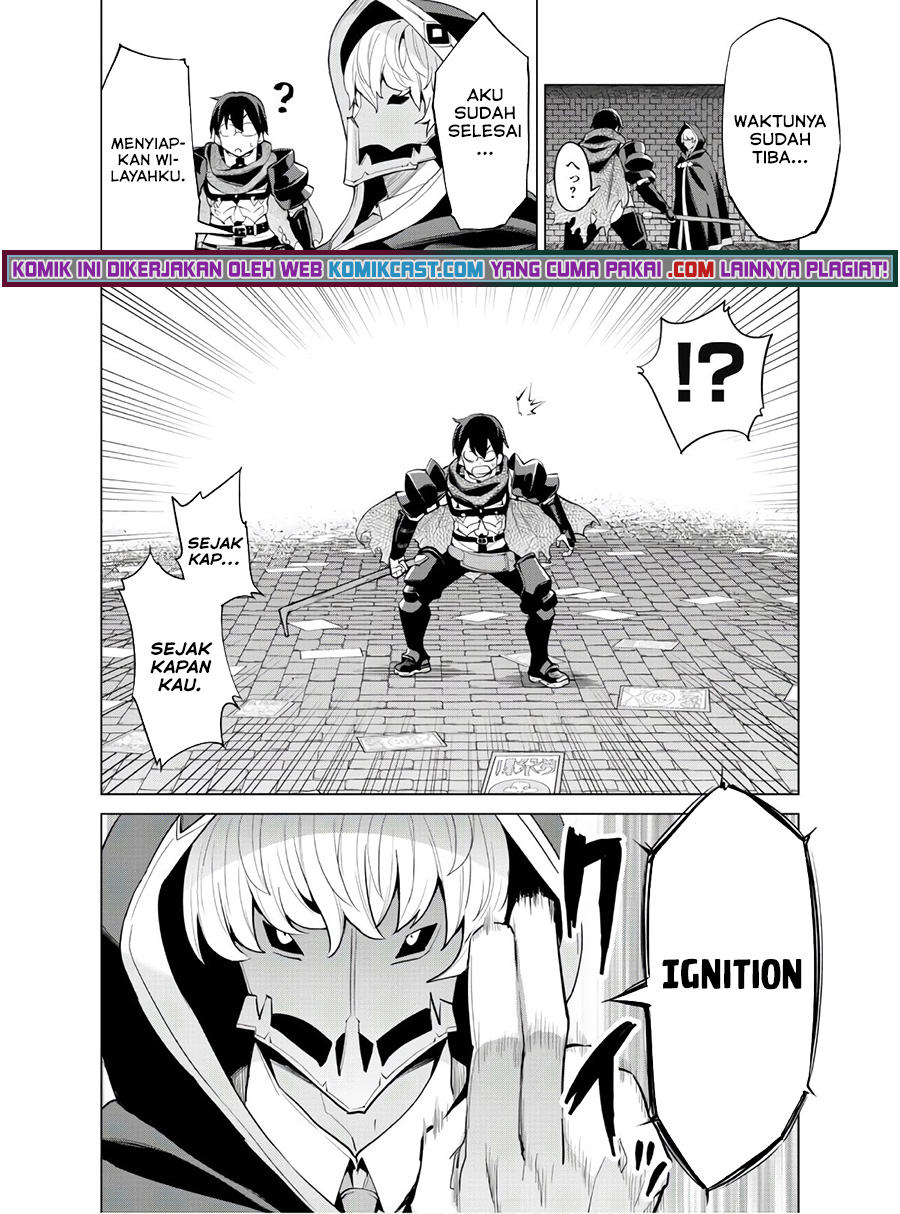 WAKTUNYA
SUDAH
TIBA...
へっ?
AKU
SUDAH
SELESAI
...
?
MENYIAP-
KAN WI-
LAYAHKU.
KOMIK INI DIKERJAKAN OLEH WEB KOMIKCAST.COM YANG CUMA PAKAI .COM LAINNYA PLAGIAT!
!?
SEJAK
KAP...
SEJAK
KAPAN
KAU.
IGNITION